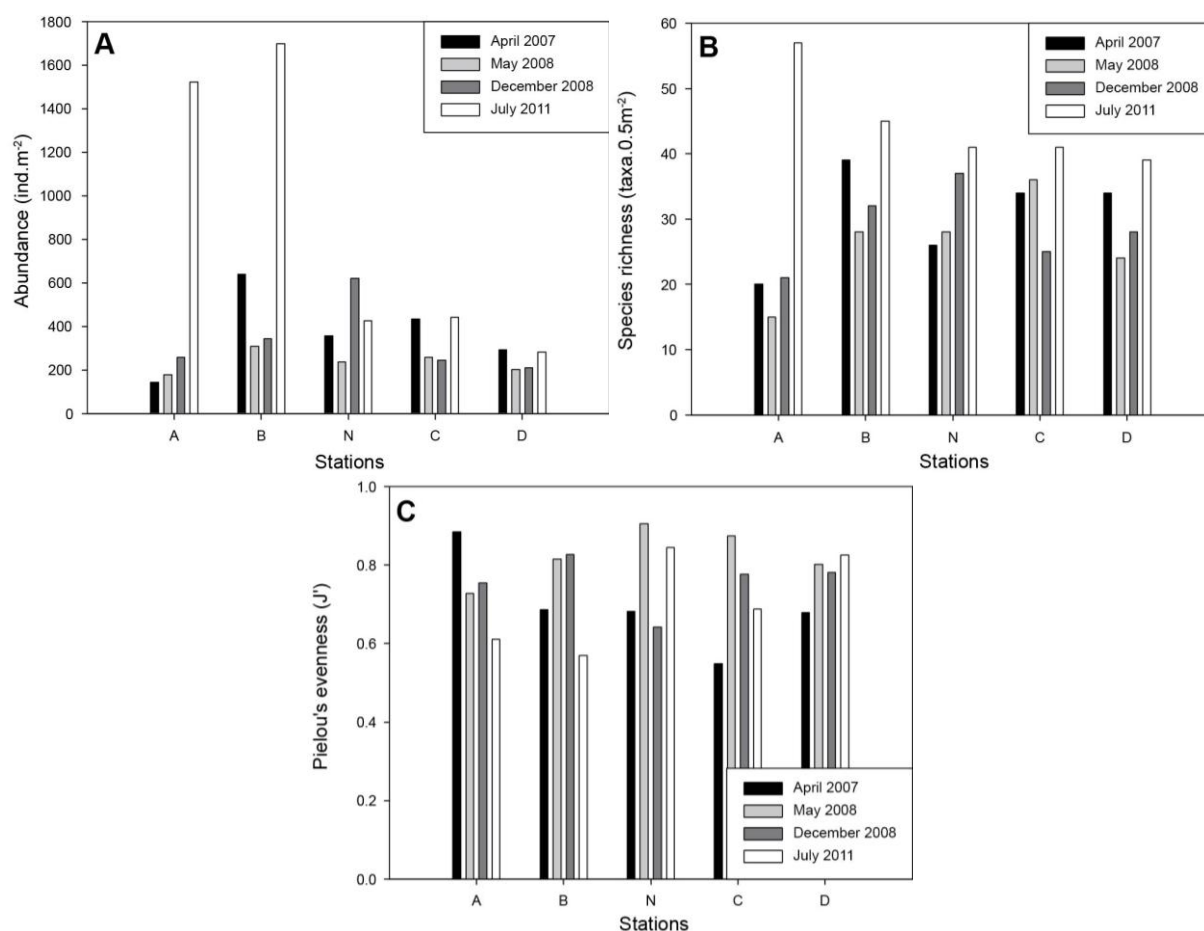 A
Abundance (ind.m-2)
1800
1600
1400
1200
1000
800
600
400
200
0
April 2007
May 2008
December 2008
July 2011
A B N C D
Stations
B
Species richness (taxa.0.5m-2)
60
50
40
30
20
10
0
April 2007
May 2008
December 2008
July 2011
A B N C D
Stations
C
Pielou's evenness (J')
1.0
0.8
0.6
0.4
0.2
0.0
April 2007
May 2008
December 2008
July 2011
A B N C D
Stations